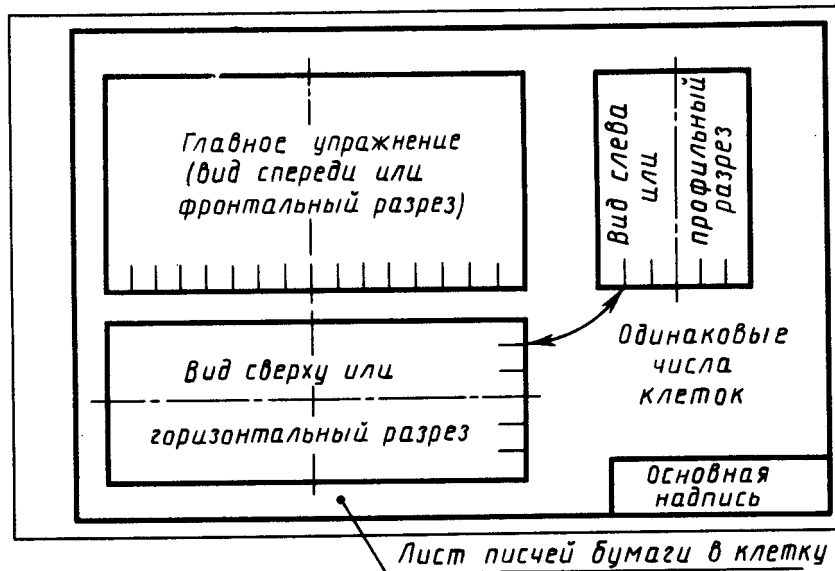 Главное упражнение
(вид спереди или
фронтальный разрез)
Вид слева
или
профильный
разрез
Вид сверху или
горизонтальный разрез
Одинаковые
числа
клеток
Основная
надпись
Лист писчей бумаги в клетку